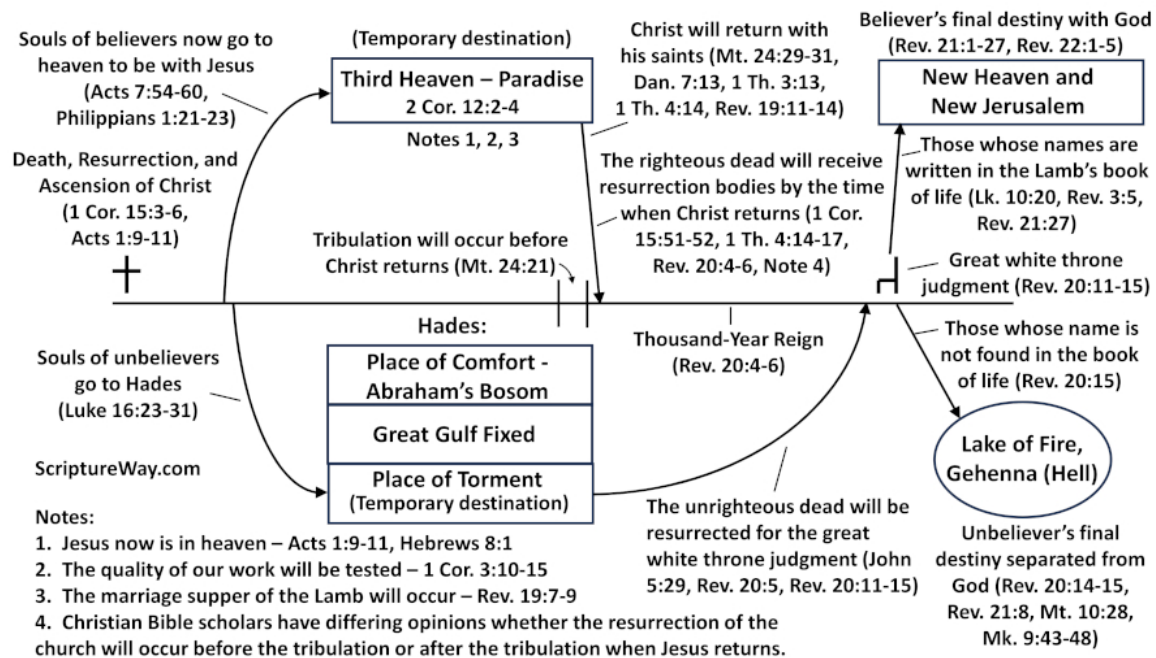 Souls of believers now go to
heaven to be with Jesus
(Acts 7:54-60,
Philippians 1:21-23)
Death, Resurrection, and
Ascension of Christ
(1 Cor. 15:3-6,
Acts 1:9-11)
(Temporary destination)
Third Heaven – Paradise
2 Cor. 12:2-4
Notes 1, 2, 3
Christ will return with
his saints (Mt. 24:29-31,
Dan. 7:13, 1 Th. 3:13,
1 Th. 4:14, Rev. 19:11-14)
The righteous dead will receive
resurrection bodies by the time
when Christ returns (1 Cor.
15:51-52, 1 Th. 4:14-17,
Rev. 20:4-6, Note 4)
Tribulation will occur before
Christ returns (Mt. 24:21)
Believer’s final destiny with God
(Rev. 21:1-27, Rev. 22:1-5)
New Heaven and
New Jerusalem
Those whose names are
written in the Lamb’s book
of life (Lk. 10:20, Rev. 3:5,
Rev. 21:27)
Great white throne
judgment (Rev. 20:11-15)
Souls of unbelievers
go to Hades
(Luke 16:23-31)
Hades:
Place of Comfort -
Abraham’s Bosom
Great Gulf Fixed
Place of Torment
(Temporary destination)
Thousand-Year Reign
(Rev. 20:4-6)
The unrighteous dead will be
resurrected for the great
white throne judgment (John
5:29, Rev. 20:5, Rev. 20:11-15)
Those whose name is
not found in the book
of life (Rev. 20:15)
Lake of Fire,
Gehenna (Hell)
Unbeliever’s final
destiny separated from
God (Rev. 20:14-15,
Rev. 21:8, Mt. 10:28,
Mk. 9:43-48)
ScriptureWay.com
Notes:
1. Jesus now is in heaven – Acts 1:9-11, Hebrews 8:1
2. The quality of our work will be tested – 1 Cor. 3:10-15
3. The marriage supper of the Lamb will occur – Rev. 19:7-9
4. Christian Bible scholars have differing opinions whether the resurrection of the
church will occur before the tribulation or after the tribulation when Jesus returns.